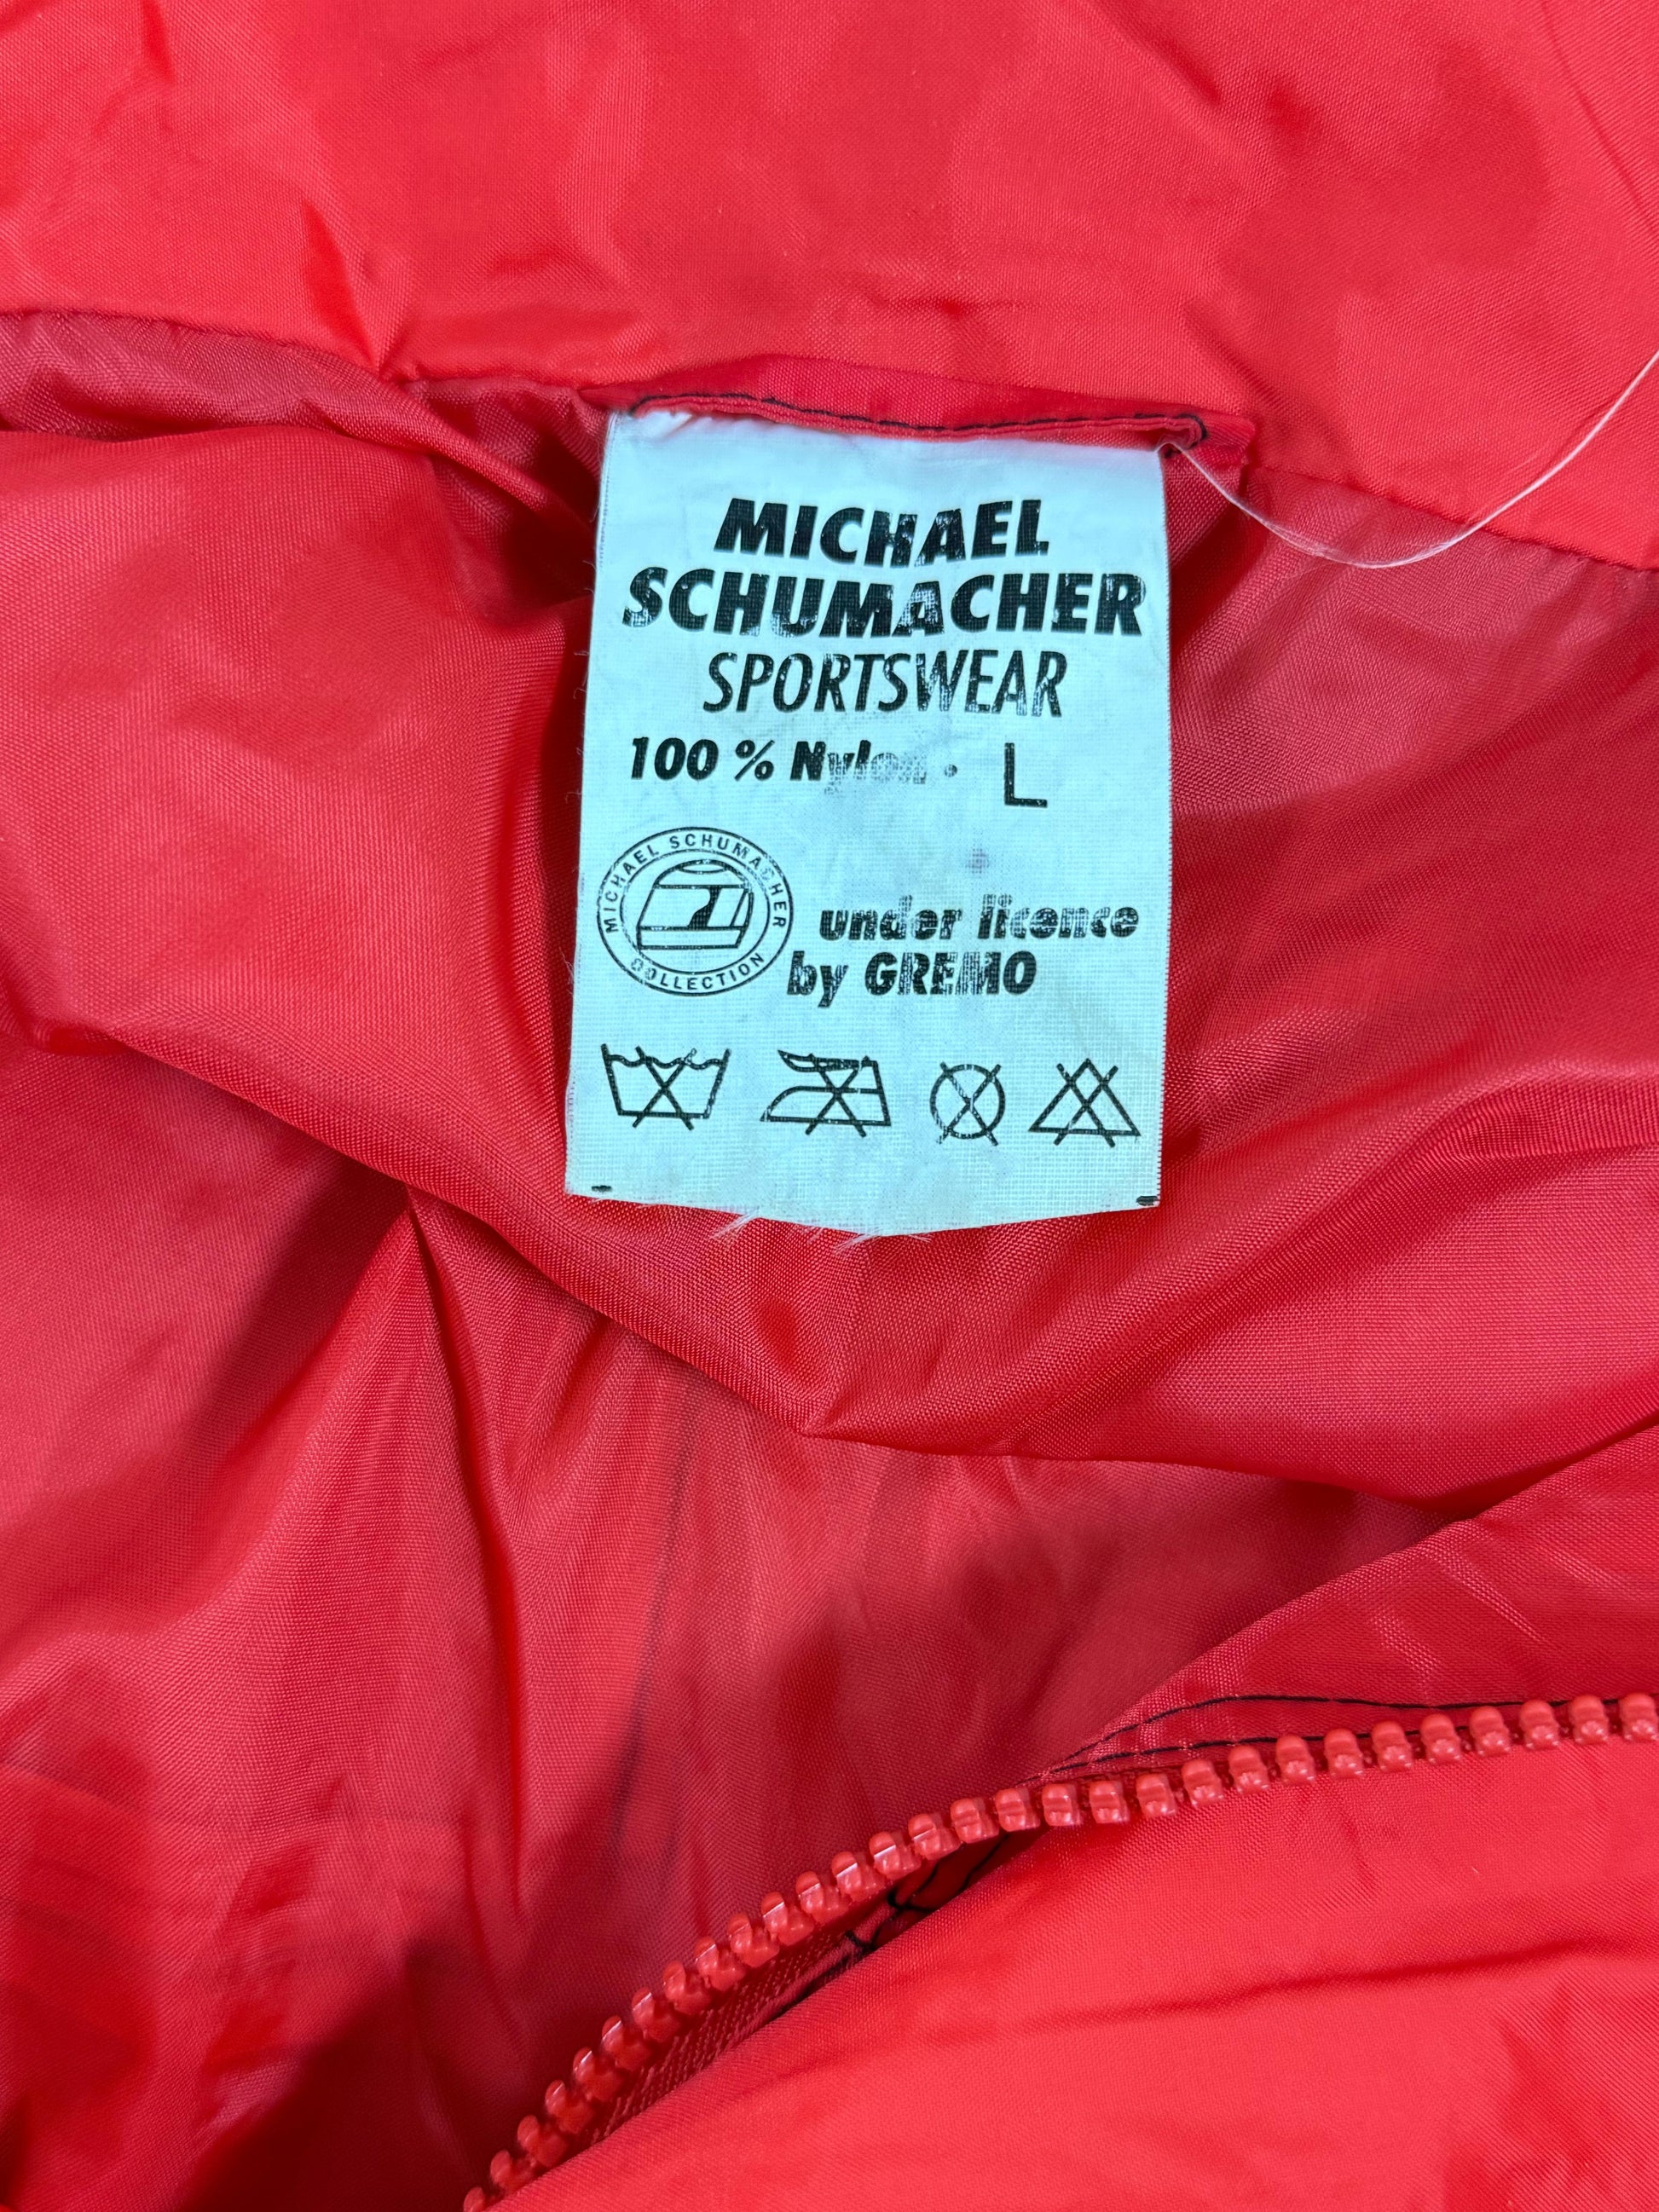 MICHAEL
SCHUMACHER
SPORTSWEAR
100 % Nylon · L
MICHAEL SCHUMACHER
COLLECTION
under licence
by GREMO